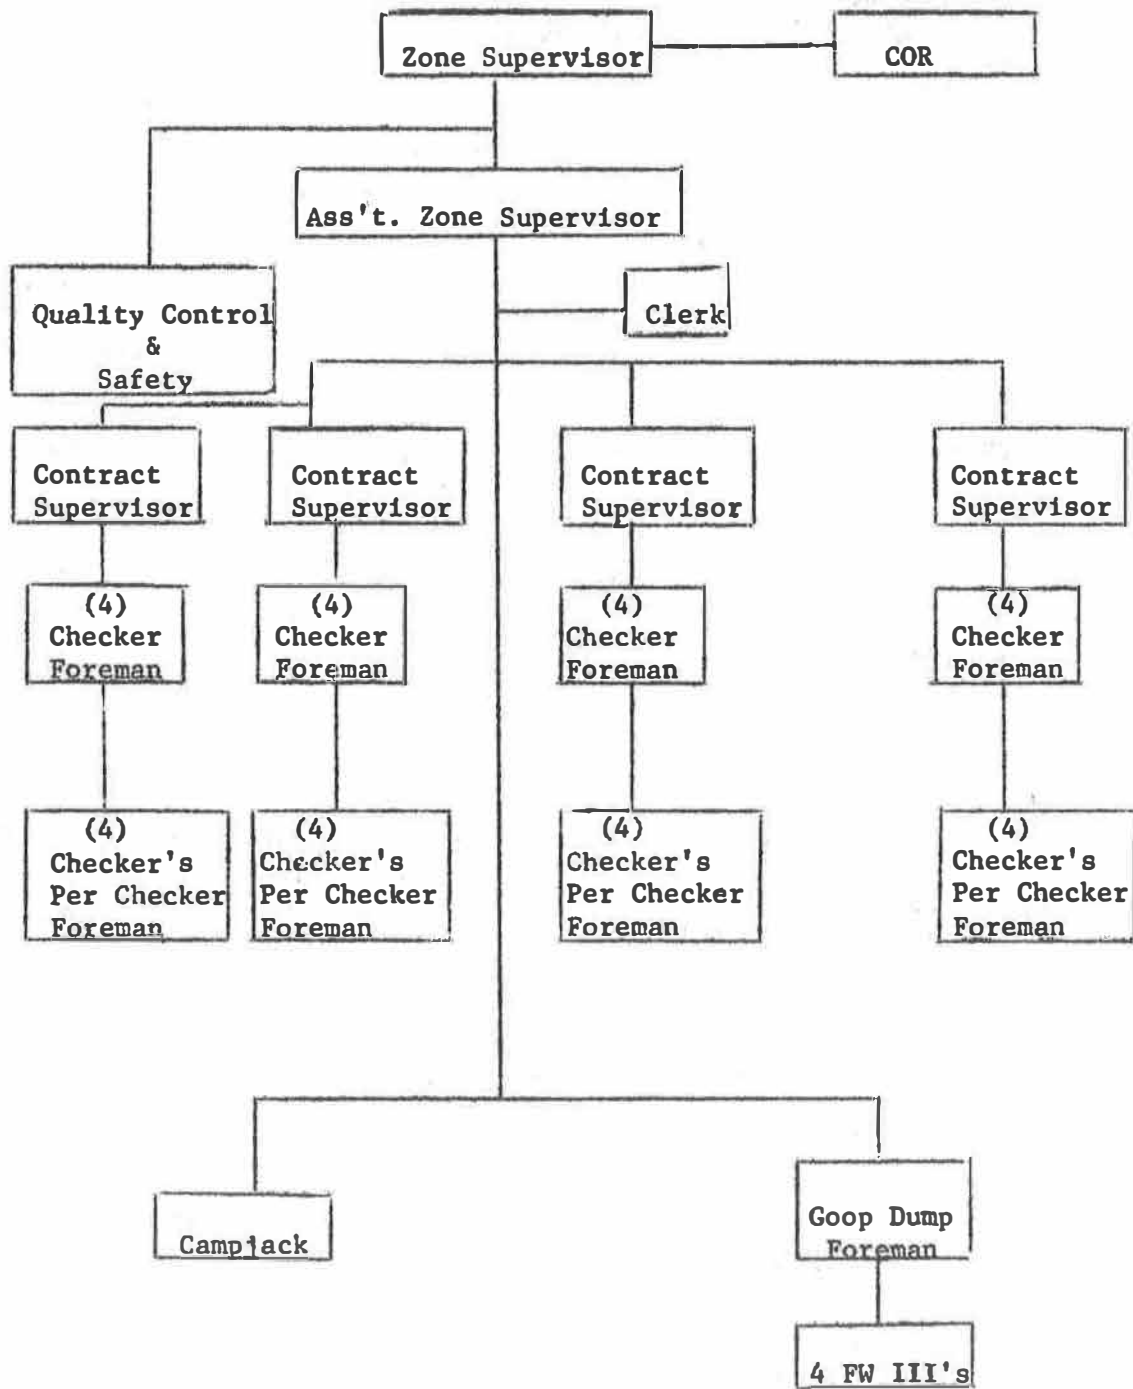 Zone Supervisor
COR
Ass't. Zone Supervisor
Quality Control
&
Safety
Clerk
Contract
Supervisor
Contract
Supervisor
Contract
Supervisor
Contract
Supervisor
(4)
Checker
Foreman
(4)
Checker
Foreman
(4)
Checker
Foreman
(4)
Checker
Foreman
(4)
Checker's
Per Checker
Foreman
(4)
Checker's
Per Checker
Foreman
(4)
Checker's
Per Checker
Foreman
(4)
Checker's
Per Checker
Foreman
Campjack
Goop Dump
Foreman
4 FW III's